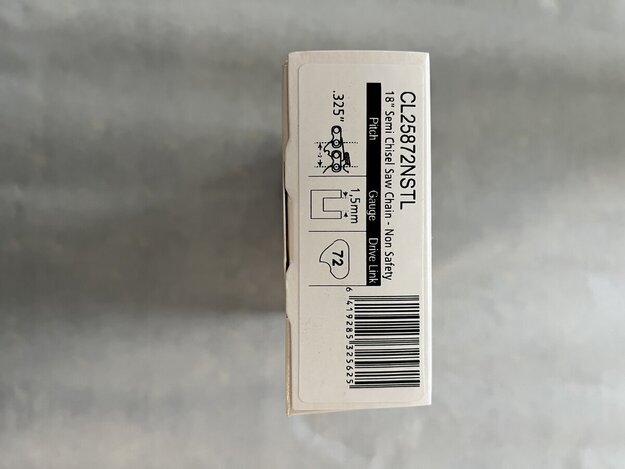 CL25872NSTL
18" Semi Chisel Saw Chain - Non Safety
Pitch Gauge Drive Link
.325" 1,5mm 72
6 419285 325625